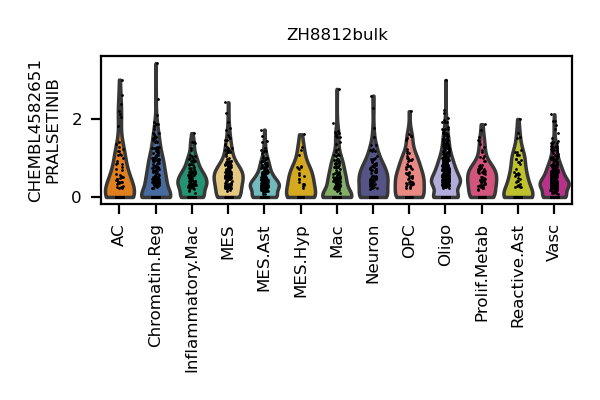 ZH8812bulk
CHEMBL4582651
PRALSETINIB
2
0
AC
Chromatin.Reg
Inflammatory.Mac
MES
MES.Ast
MES.Hyp
Mac
Neuron
OPC
Oligo
Prolif.Metab
Reactive.Ast
Vasc